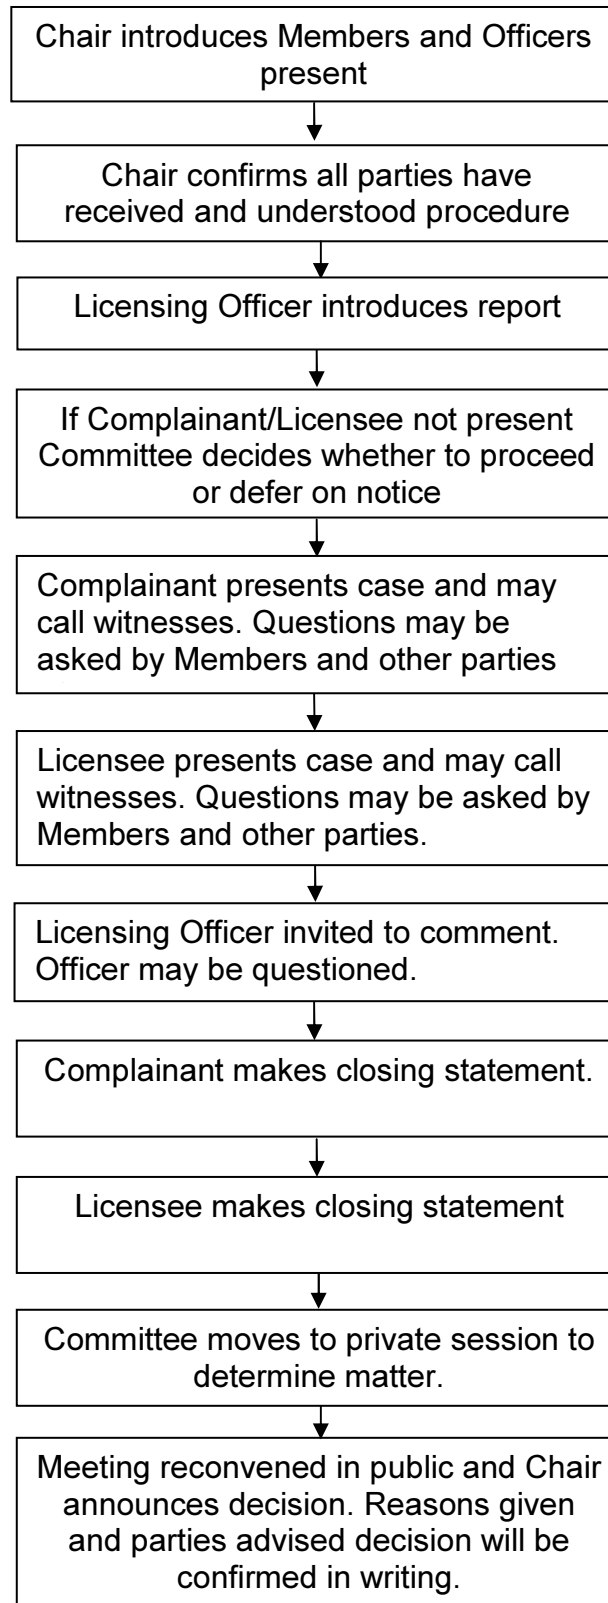 Chair introduces Members and Officers
present
Chair confirms all parties have
received and understood procedure
Licensing Officer introduces report
If Complainant/Licensee not present
Committee decides whether to proceed
or defer on notice
Complainant presents case and may
call witnesses. Questions may be
asked by Members and other parties
Licensee presents case and may call
witnesses. Questions may be asked by
Members and other parties.
Licensing Officer invited to comment.
Officer may be questioned.
Complainant makes closing statement.
Licensee makes closing statement
Committee moves to private session to
determine matter.
Meeting reconvened in public and Chair
announces decision. Reasons given
and parties advised decision will be
confirmed in writing.